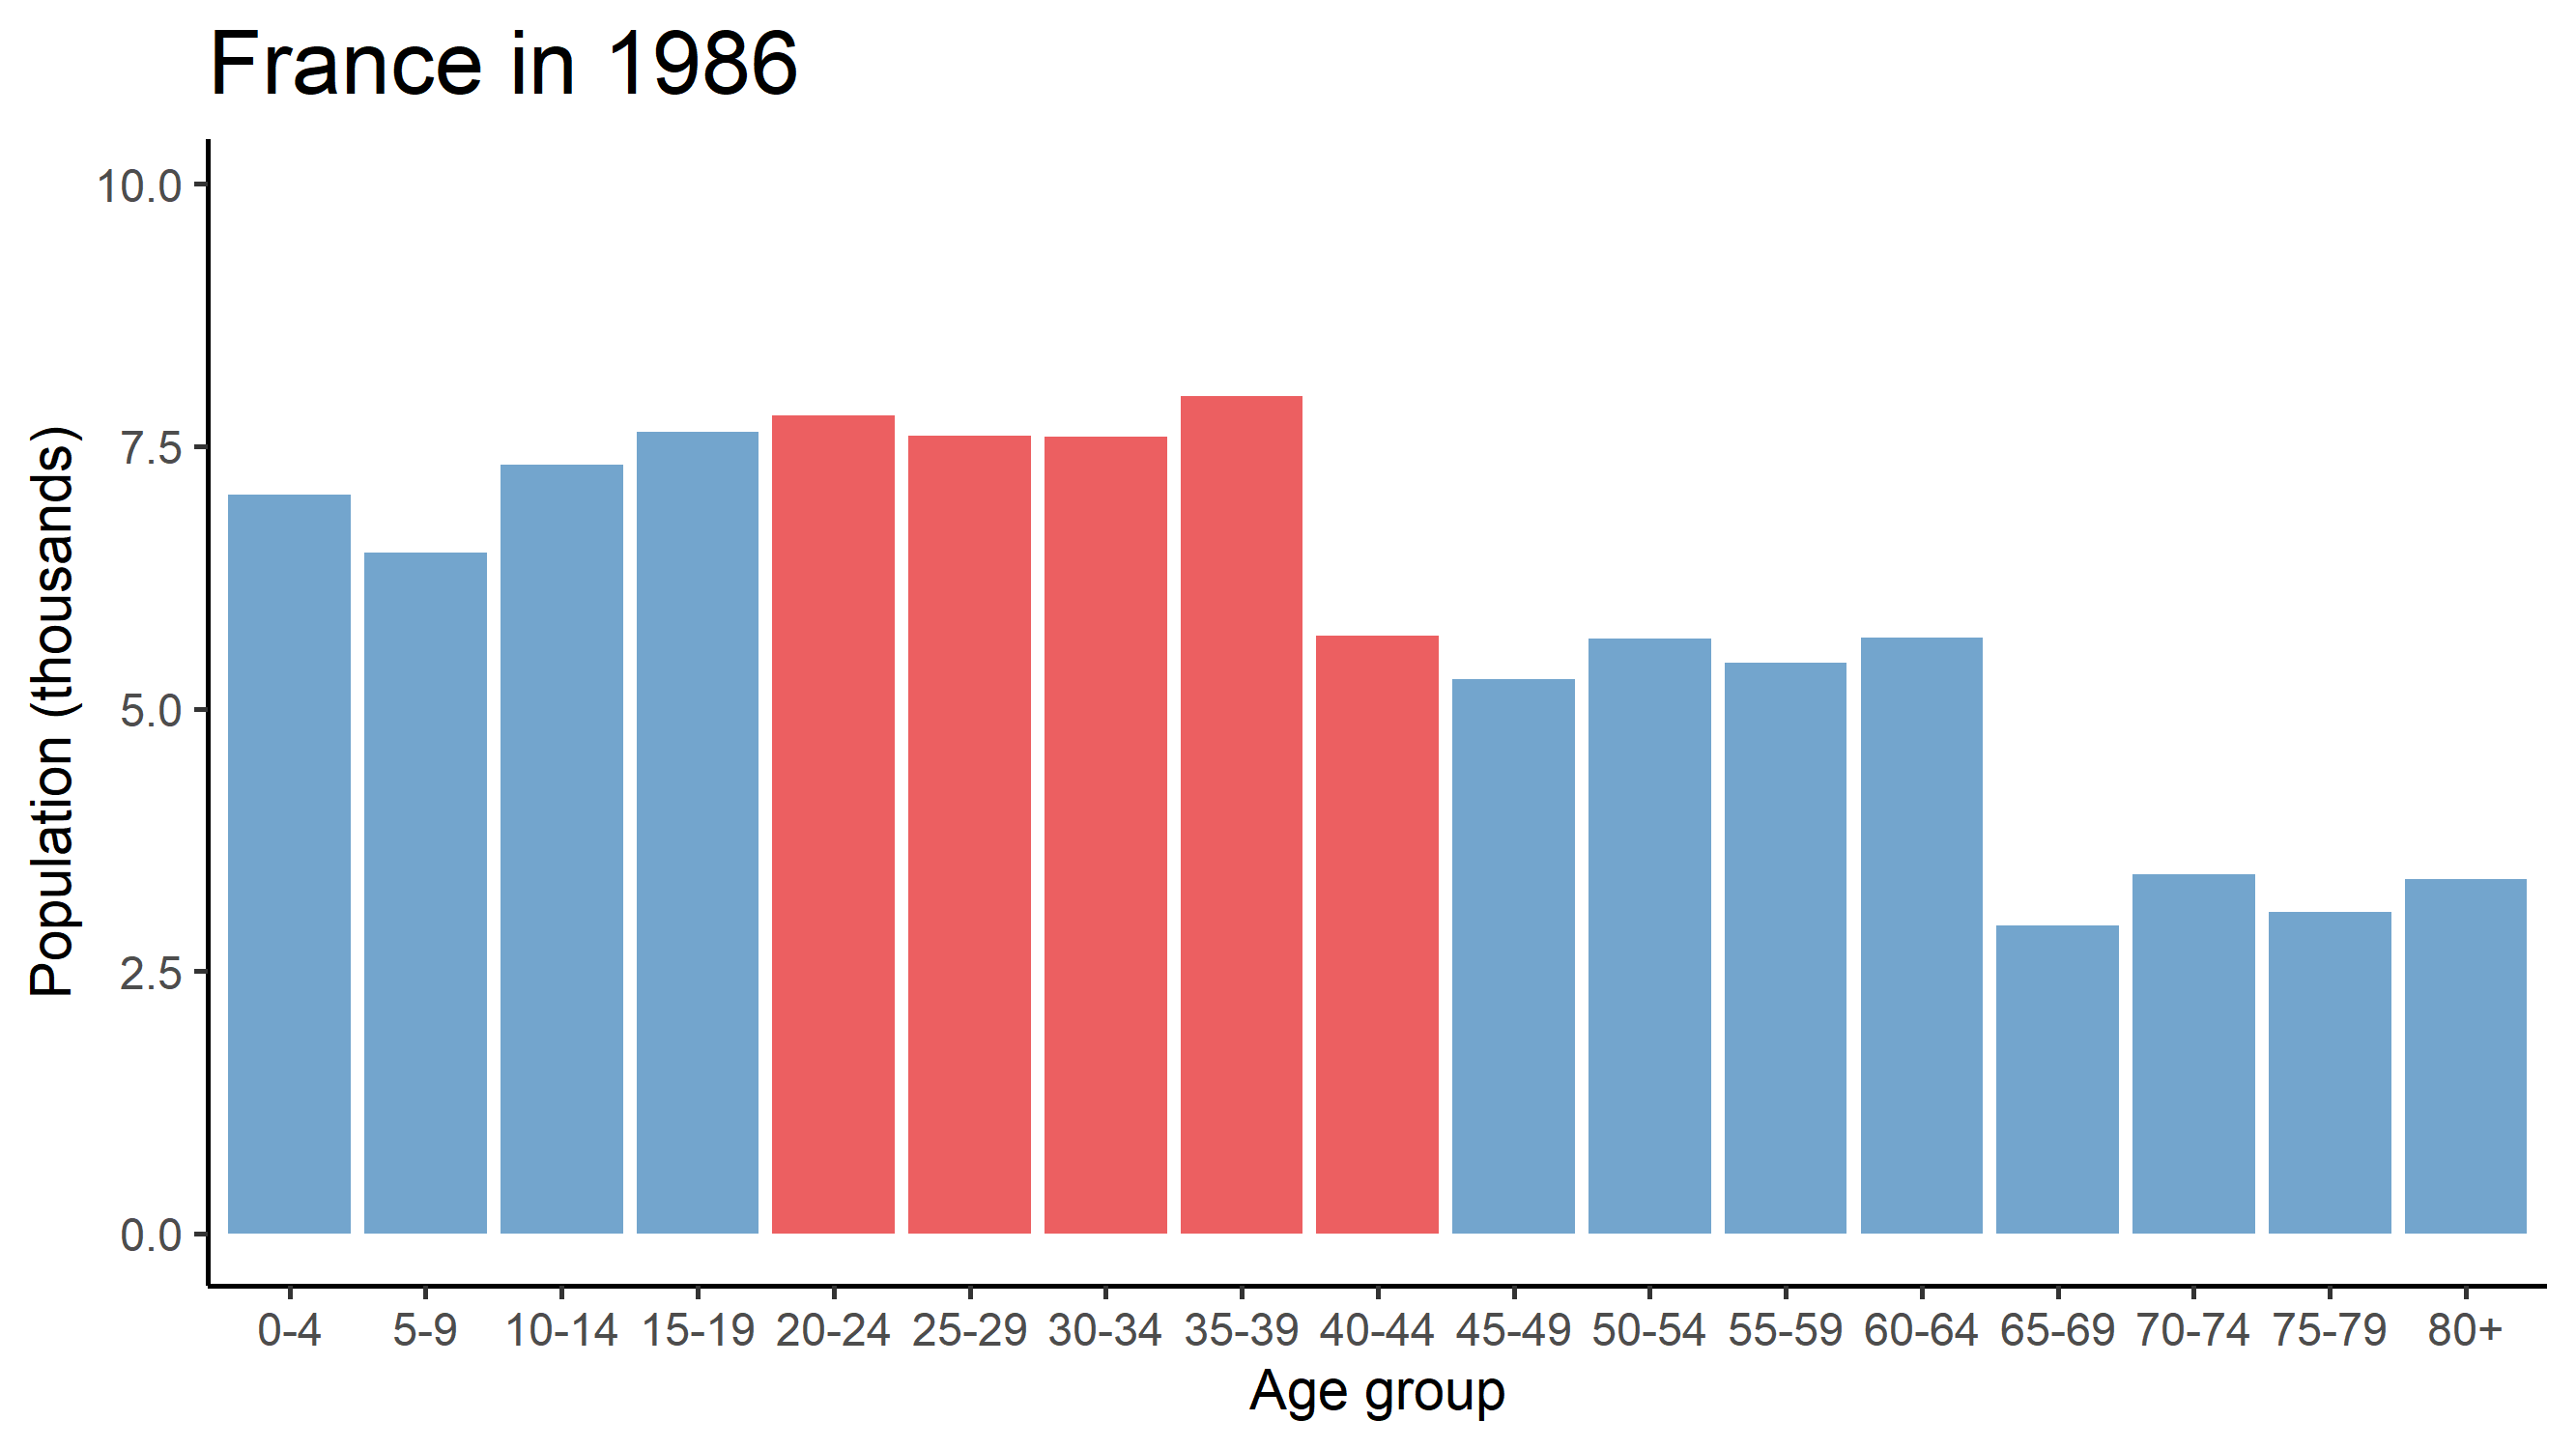 France in 1986
Population (thousands)
10.0
7.5
5.0
2.5
0.0
0-4 5-9 10-14 15-19 20-24 25-29 30-34 35-39 40-44 45-49 50-54 55-59 60-64 65-69 70-74 75-79 80+
Age group